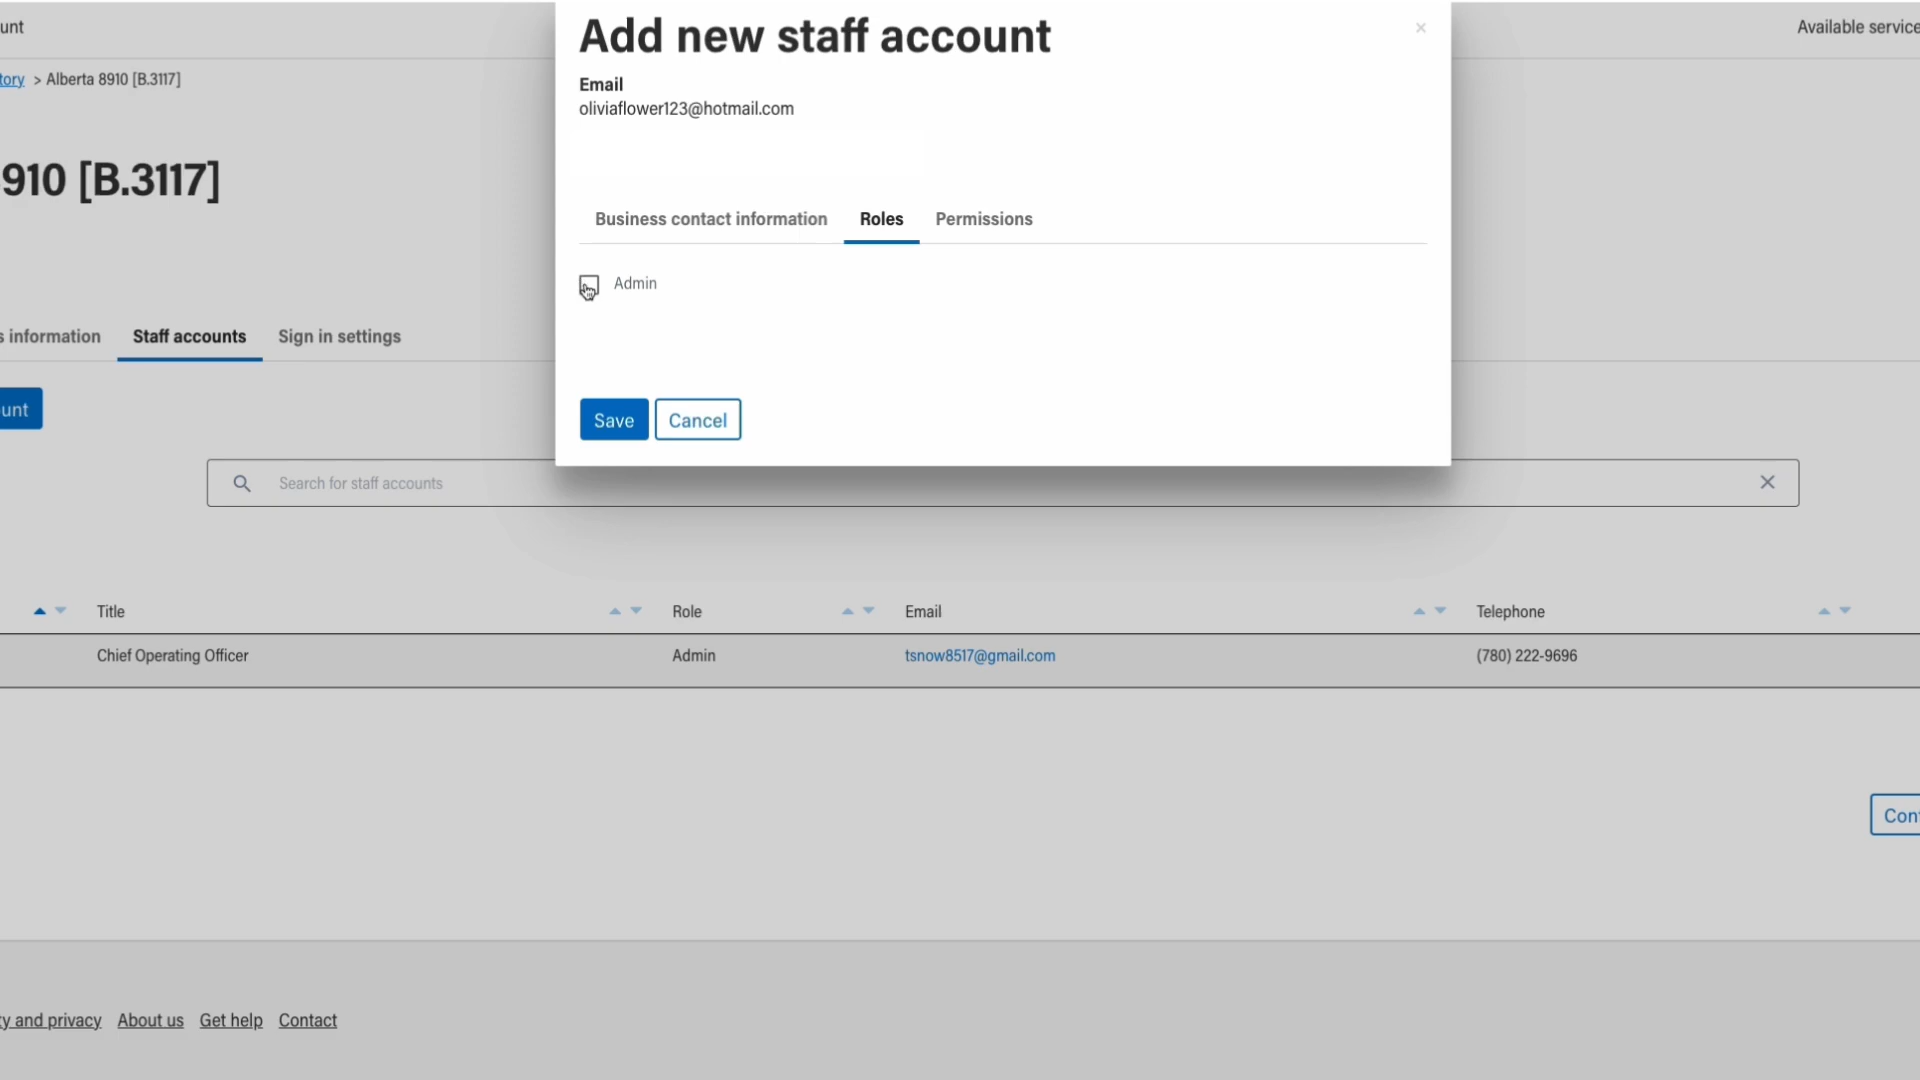 Add new staff account
×
Email
oliviaflower123@hotmail.com
Business contact information Roles Permissions
Admin
Save Cancel
unt
Available service
tory > Alberta 8910 [B.3117]
910 [B.3117]
s information Staff accounts Sign in settings
unt
Search for staff accounts
Title Role Email Telephone
Chief Operating Officer Admin tsnow8517@gmail.com (780) 222-9696
Con
ty and privacy About us Get help Contact